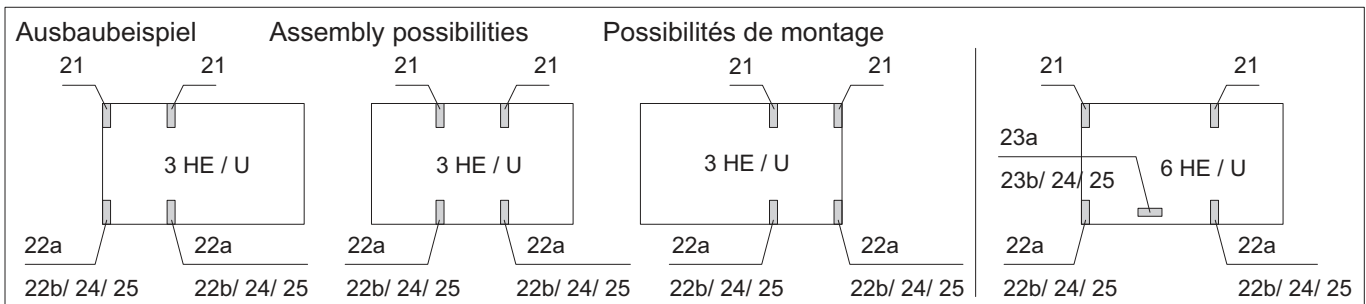 Ausbaubeispiel Assembly possibilities Possibilités de montage
21 21 21 21 21 21 21 21
23a
3 HE / U 3 HE / U 3 HE / U 6 HE / U
23b/ 24/ 25
22a 22a 22a 22a 22a 22a 22a 22a
22b/ 24/ 25 22b/ 24/ 25 22b/ 24/ 25 22b/ 24/ 25 22b/ 24/ 25 22b/ 24/ 25 22b/ 24/ 25 22b/ 24/ 25